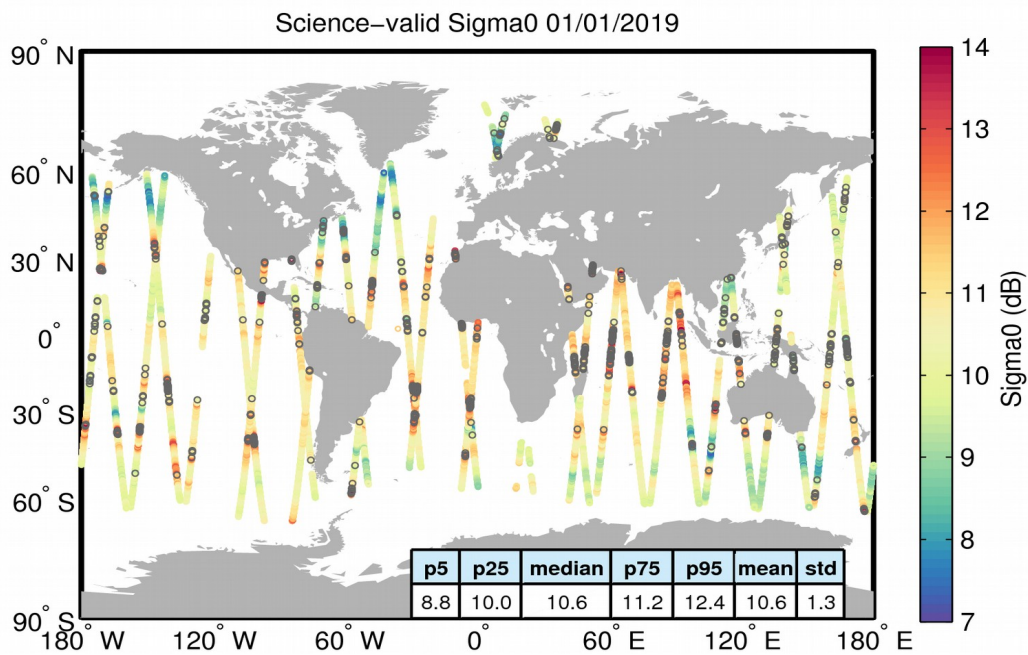 Science−valid Sigma0 01/01/2019
90° N
60° N
30° N
0°
30° S
60° S
90° S
180° W
120° W
60° W
0°
60° E
120° E
180° E
p5 p25 median p75 p95 mean std
8.8 10.0 10.6 11.2 12.4 10.6 1.3
14
13
12
11
10
9
8
7
Sigma0 (dB)